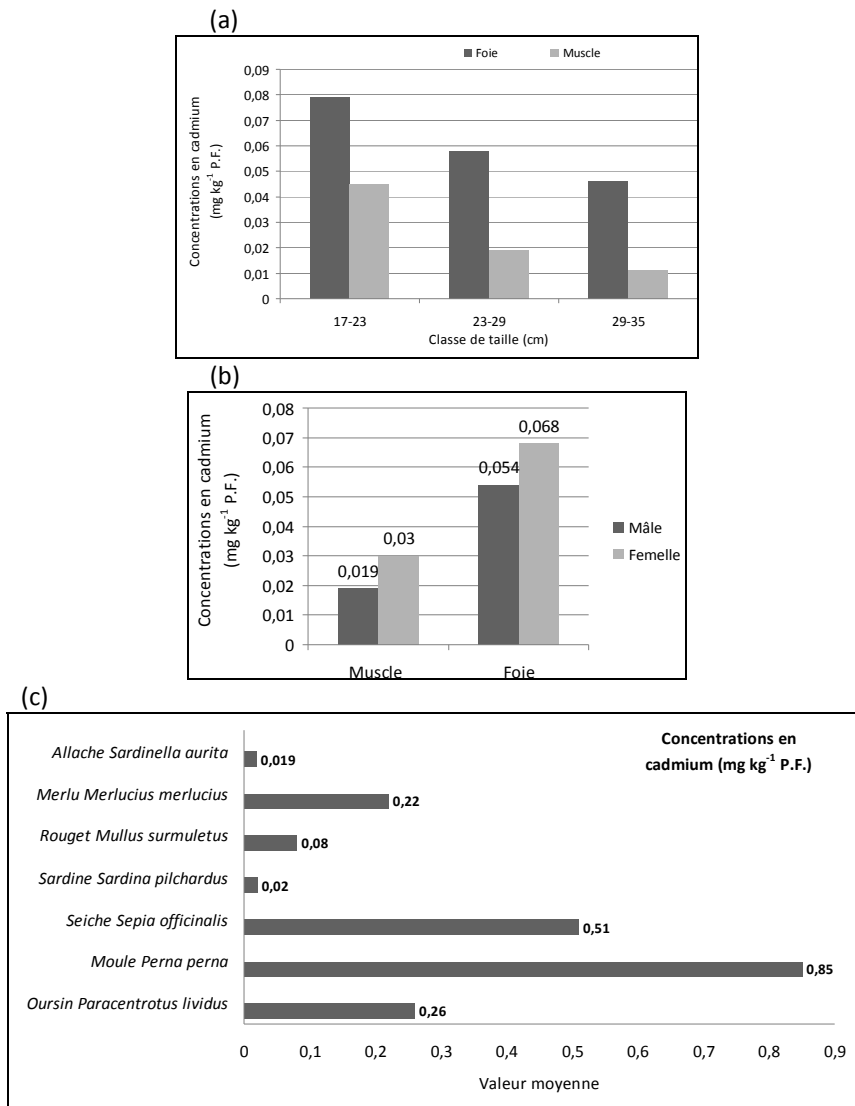 (a)
Foie Muscle
Concentrations en cadmium
(mg kg⁻¹ P.F.)
0,09
0,08
0,07
0,06
0,05
0,04
0,03
0,02
0,01
0
17-23 23-29 29-35
Classe de taille (cm)
(b)
Concentrations en cadmium
(mg kg⁻¹ P.F.)
0,08
0,07
0,06
0,05
0,04
0,03
0,02
0,01
0
0,019
0,03
0,054
0,068
Mâle
Femelle
Muscle Foie
(c)
Concentrations en
cadmium (mg kg⁻¹ P.F.)
Allache Sardinella aurita 0,019
Merlu Merlucius merlucius 0,22
Rouget Mullus surmuletus 0,08
Sardine Sardina pilchardus 0,02
Seiche Sepia officinalis 0,51
Moule Perna perna 0,85
Oursin Paracentrotus lividus 0,26
0 0,1 0,2 0,3 0,4 0,5 0,6 0,7 0,8 0,9
Valeur moyenne